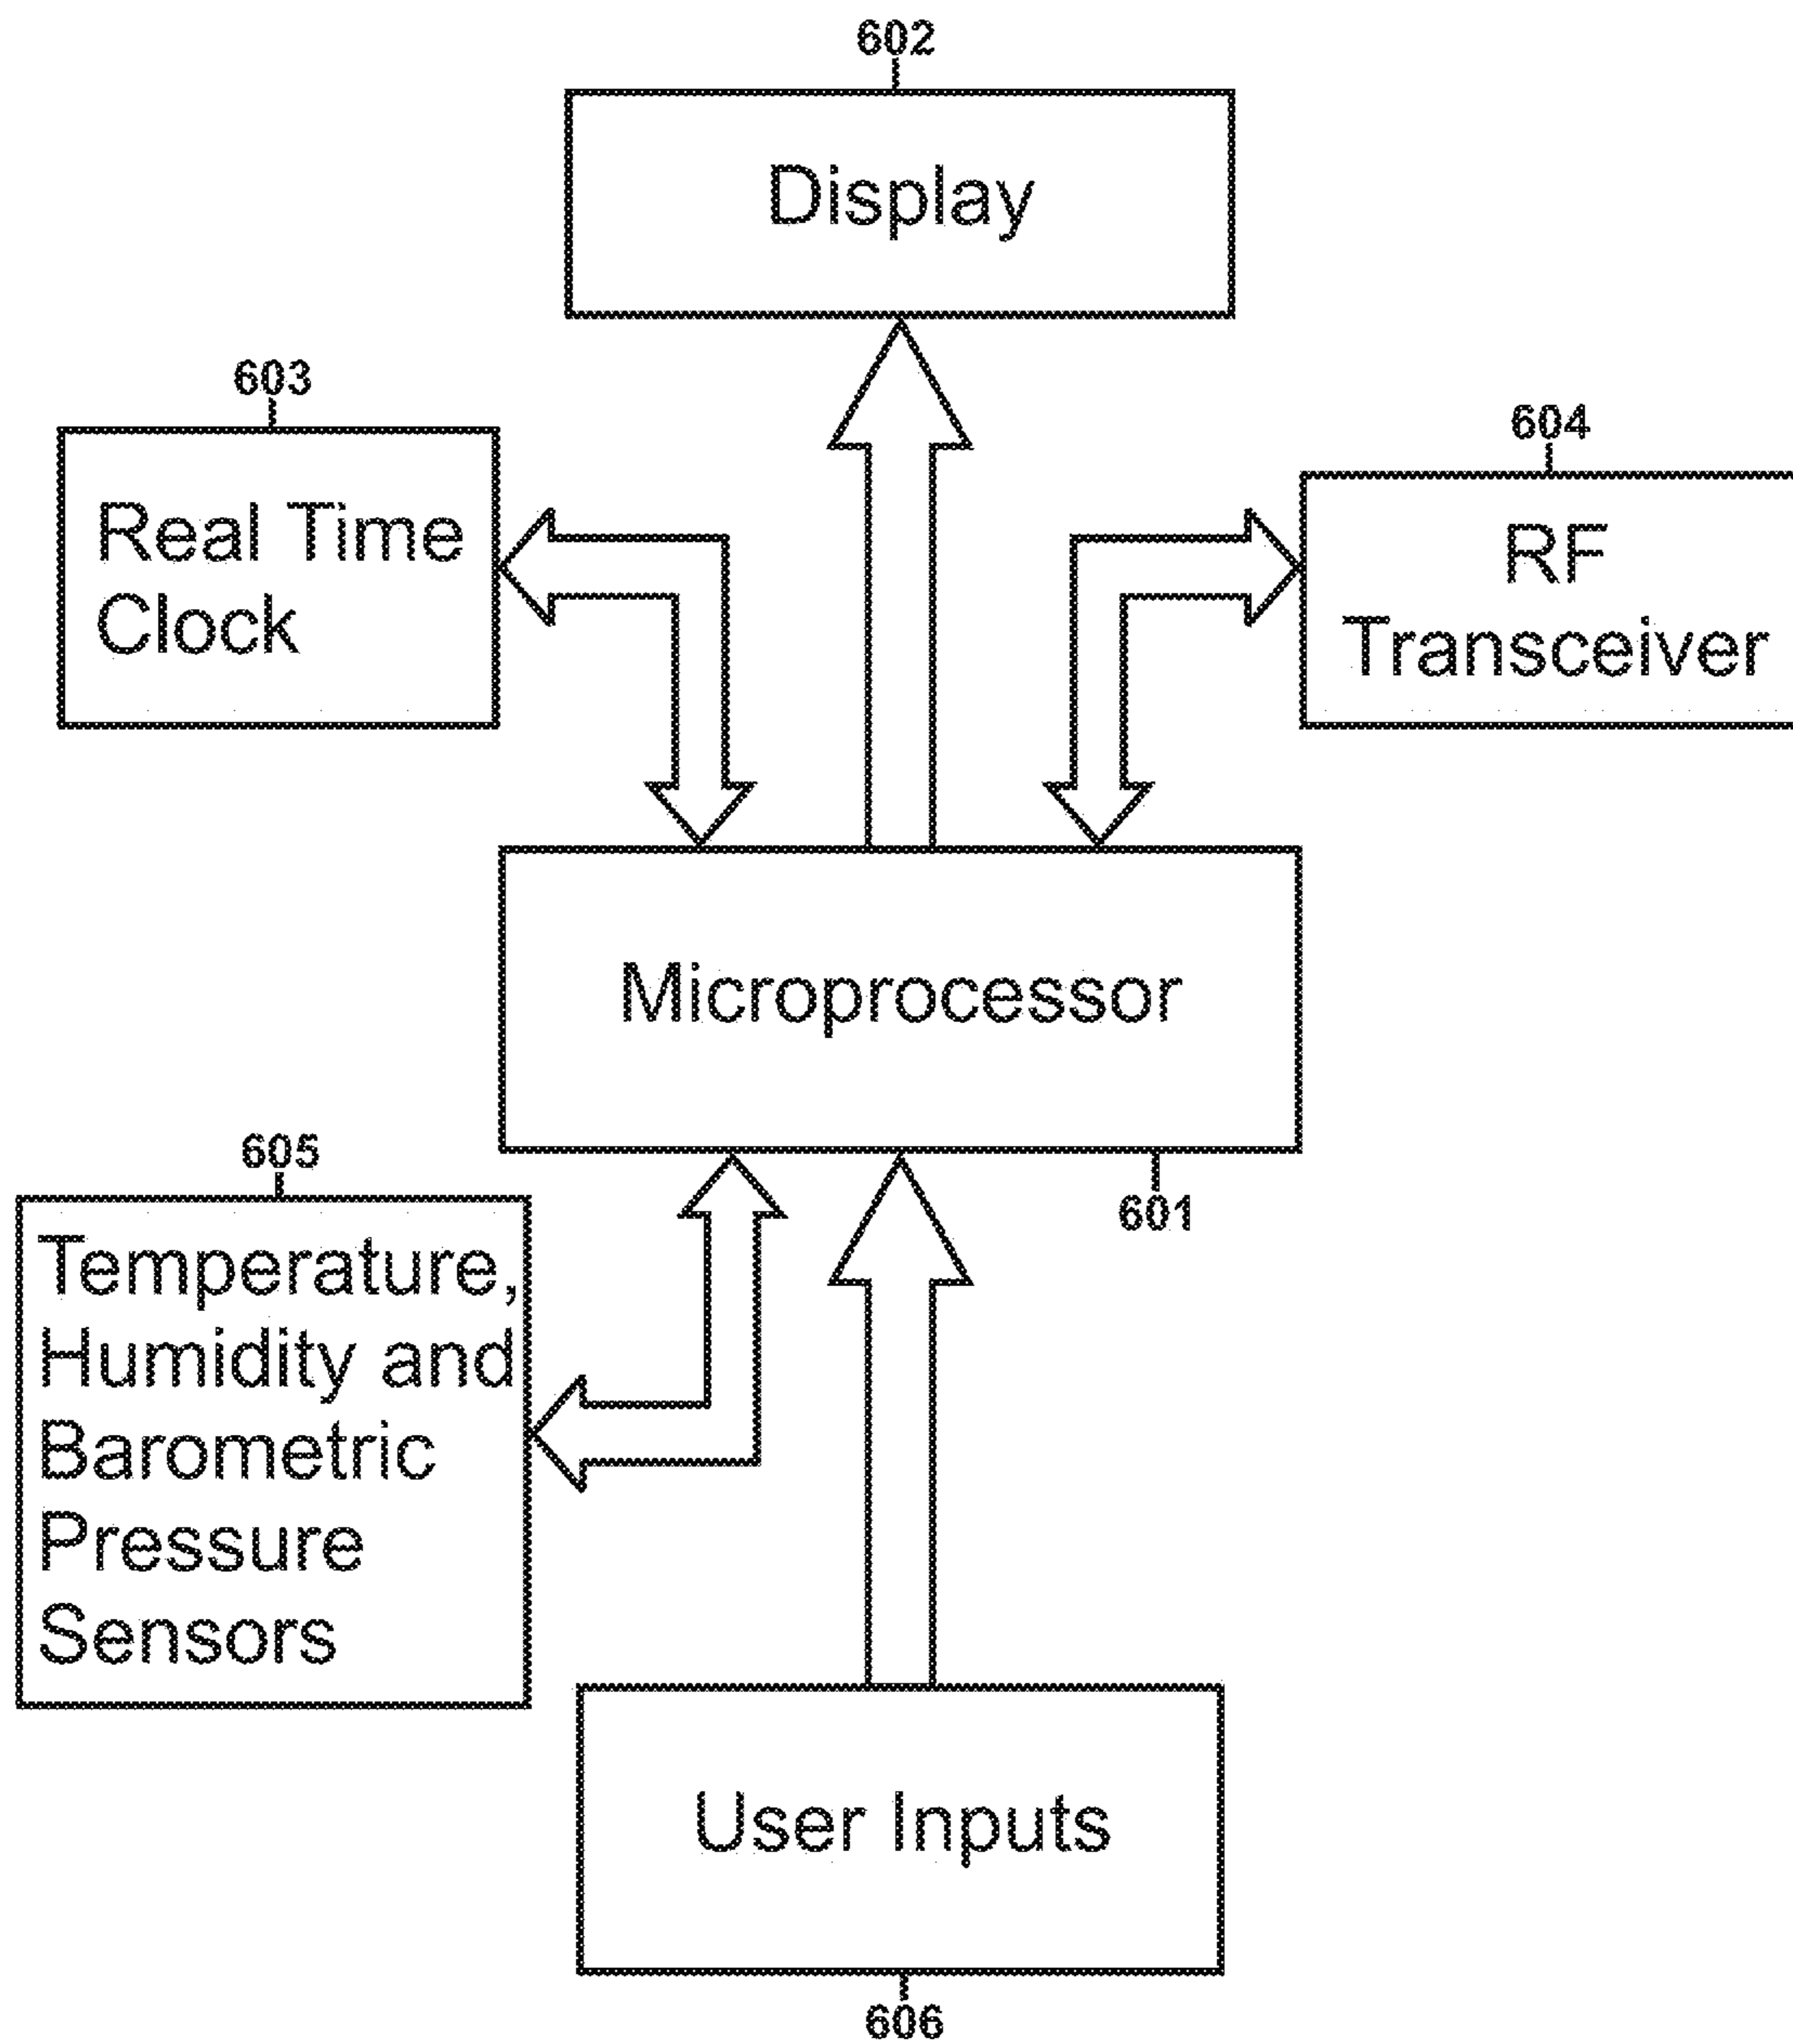 602
Display
603
Real Time
Clock
604
RF
Transceiver
Microprocessor
601
605
Temperature,
Humidity and
Barometric
Pressure
Sensors
User Inputs
606